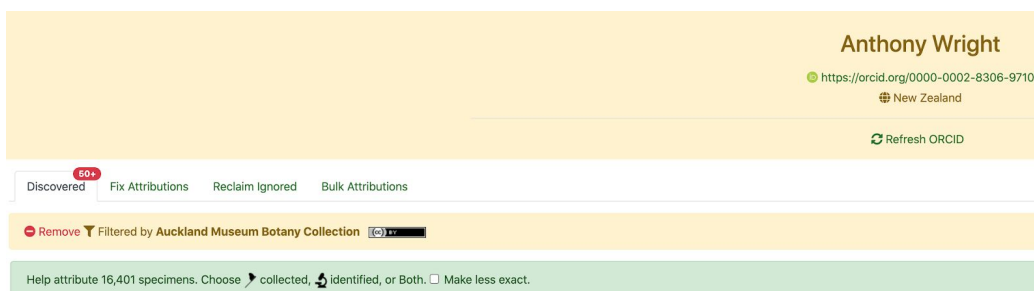 Anthony Wright
https://orcid.org/0000-0002-8306-9710
New Zealand
Refresh ORCID
50+
Discovered Fix Attributions Reclaim Ignored Bulk Attributions
Remove Filtered by Auckland Museum Botany Collection (cc) BY
Help attribute 16,401 specimens. Choose collected, identified, or Both. Make less exact.